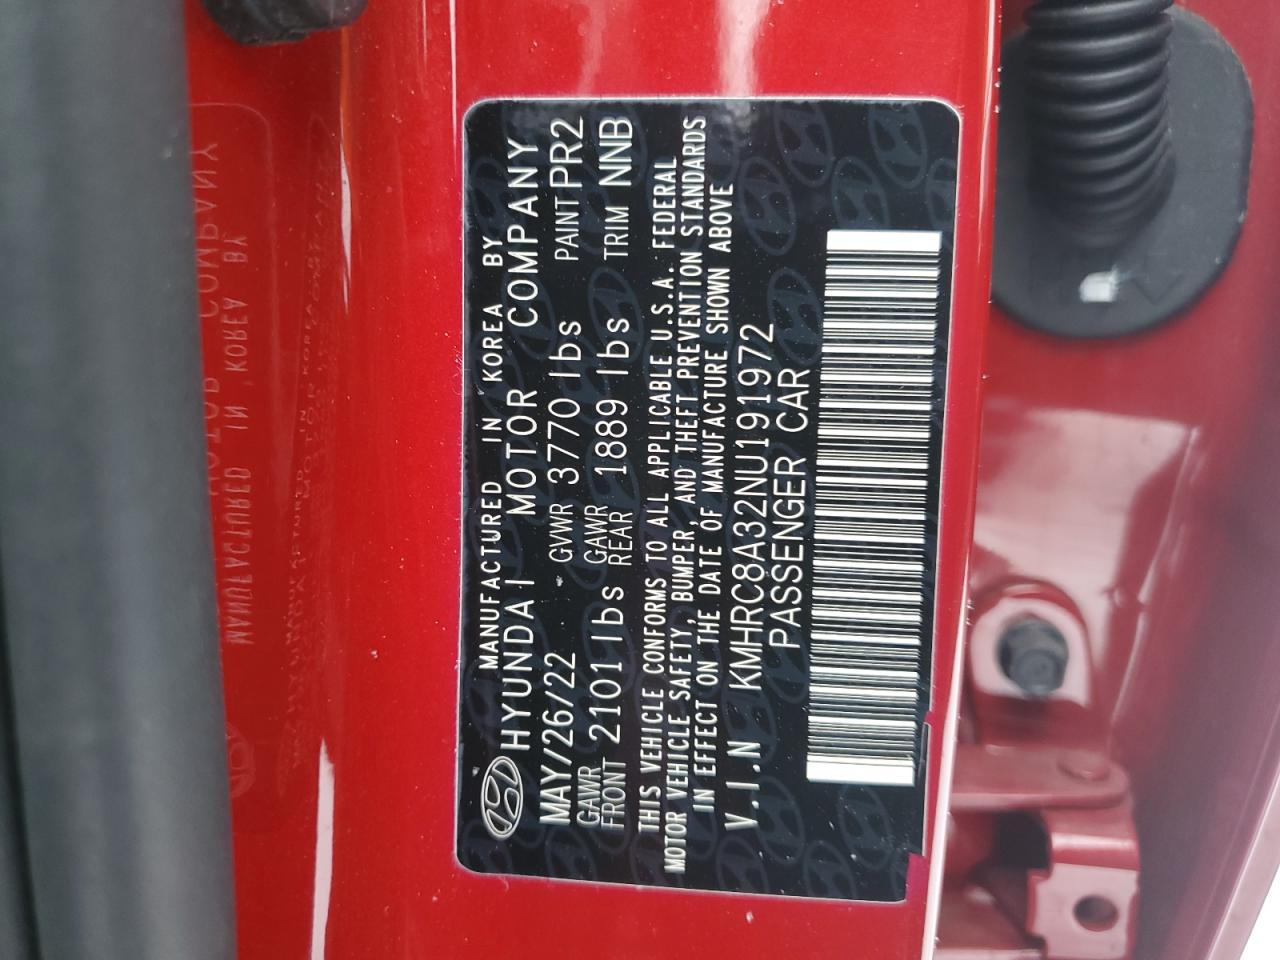 MANUFACTURED IN KOREA BY
HYUNDAI MOTOR COMPANY
MAY/26/22 GVWR 3770 lbs PAINT PR2
GAWR FRONT 2101 lbs GAWR REAR 1889 lbs TRIM NNB
THIS VEHICLE CONFORMS TO ALL APPLICABLE U.S.A. FEDERAL
MOTOR VEHICLE SAFETY, BUMPER, AND THEFT PREVENTION STANDARDS
IN EFFECT ON THE DATE OF MANUFACTURE SHOWN ABOVE
V.I.N KMHRC8A32NU191972
PASSENGER CAR